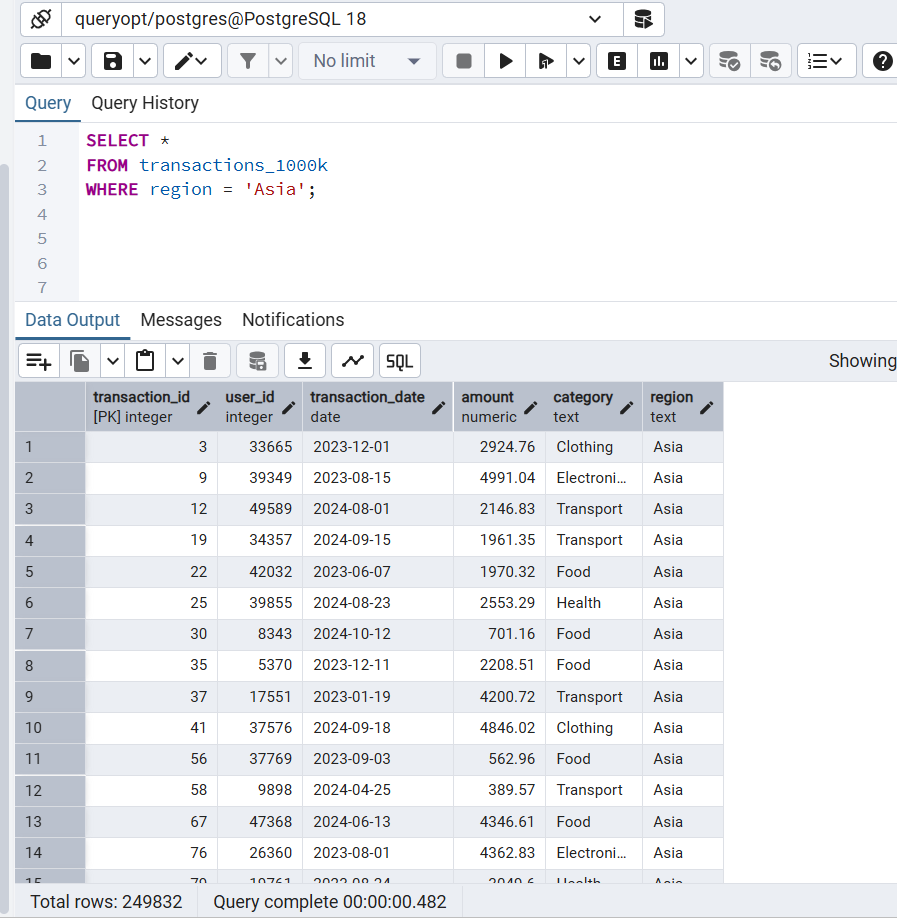 queryopt/postgres@PostgreSQL 18
No limit
E
Query Query History
1 SELECT *
2 FROM transactions_1000k
3 WHERE region = 'Asia';
4
5
6
7
Data Output Messages Notifications
SQL Showing
transaction_id user_id transaction_date amount category region
[PK] integer integer date numeric text text
1 3 33665 2023-12-01 2924.76 Clothing Asia
2 9 39349 2023-08-15 4991.04 Electroni... Asia
3 12 49589 2024-08-01 2146.83 Transport Asia
4 19 34357 2024-09-15 1961.35 Transport Asia
5 22 42032 2023-06-07 1970.32 Food Asia
6 25 39855 2024-08-23 2553.29 Health Asia
7 30 8343 2024-10-12 701.16 Food Asia
8 35 5370 2023-12-11 2208.51 Food Asia
9 37 17551 2023-01-19 4200.72 Transport Asia
10 41 37576 2024-09-18 4846.02 Clothing Asia
11 56 37769 2023-09-03 562.96 Food Asia
12 58 9898 2024-04-25 389.57 Transport Asia
13 67 47368 2024-06-13 4346.61 Food Asia
14 76 26360 2023-08-01 4362.83 Electroni... Asia
Total rows: 249832 Query complete 00:00:00.482